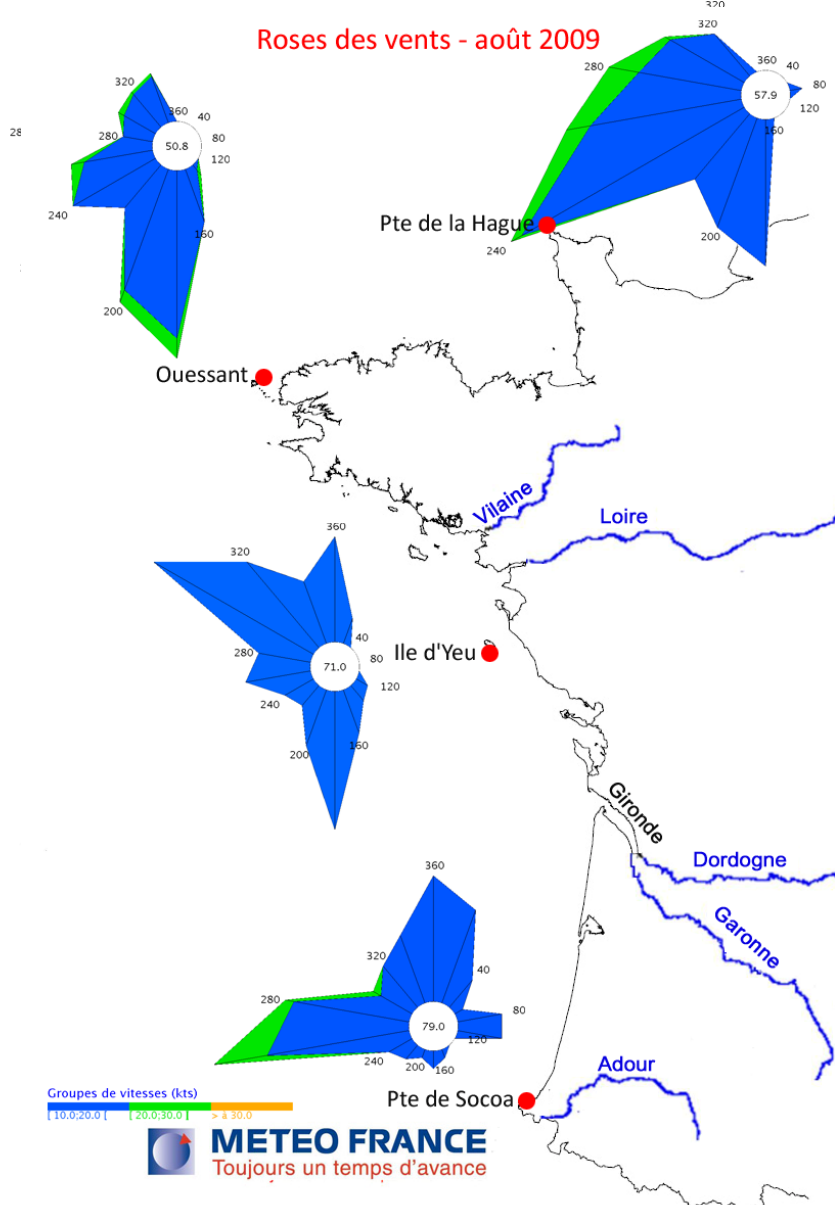 320
Roses des vents - août 2009
320
280
360
40
80
57.9
120
160
320
360
40
28
280
50.8
80
120
240
160
200
Pte de la Hague
240
200
Ouessant
Vilaine
Loire
360
320
40
280
71.0
80
120
240
160
200
Ile d'Yeu
Gironde
Dordogne
Garonne
360
320
40
280
80
79.0
120
240
200
160
Adour
Pte de Socoa
Groupes de vitesses (kts)
[ 10.0;20.0 [ [ 20.0;30.0 ] > à 30.0
METEO FRANCE
Toujours un temps d'avance